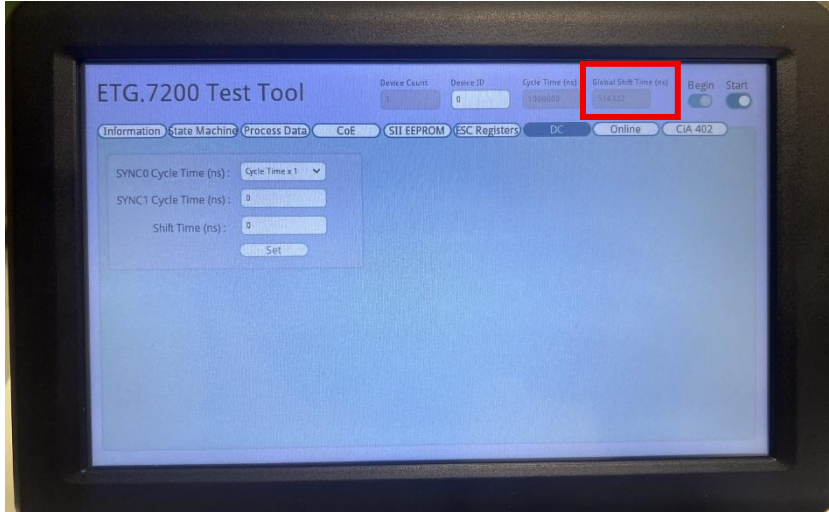 ETG.7200 Test Tool
Device Count Device ID Cycle Time (ns) Global Shift Time (ns) Begin Start
1 0 1000000
Information State Machine Process Data CoE SII EEPROM ESC Registers DC Online CiA 402
SYNC0 Cycle Time (ns) : Cycle Time x 1
SYNC1 Cycle Time (ns) : 0
Shift Time (ns) : 0
Set